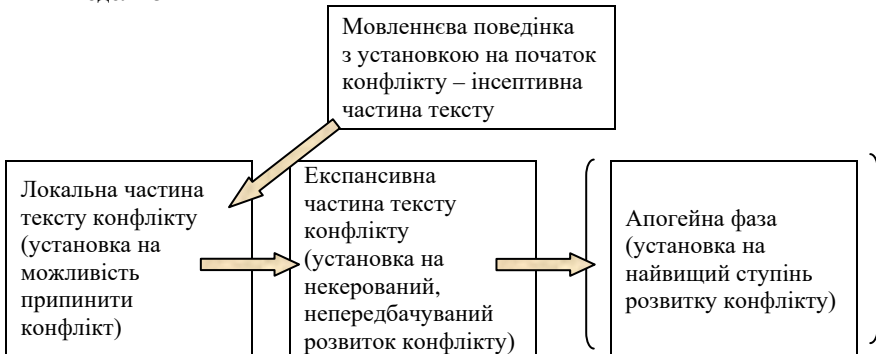 Мовленнєва поведінка
з установкою на початок
конфлікту – інсептивна
частина тексту
Локальна частина
тексту конфлікту
(установка на
можливість
припинити
конфлікт)
Експансивна
частина тексту
конфлікту
(установка на
некерований,
непередбачуваний
розвиток конфлікту)
Апогейна фаза
(установка на
найвищий ступінь
розвитку конфлікту)